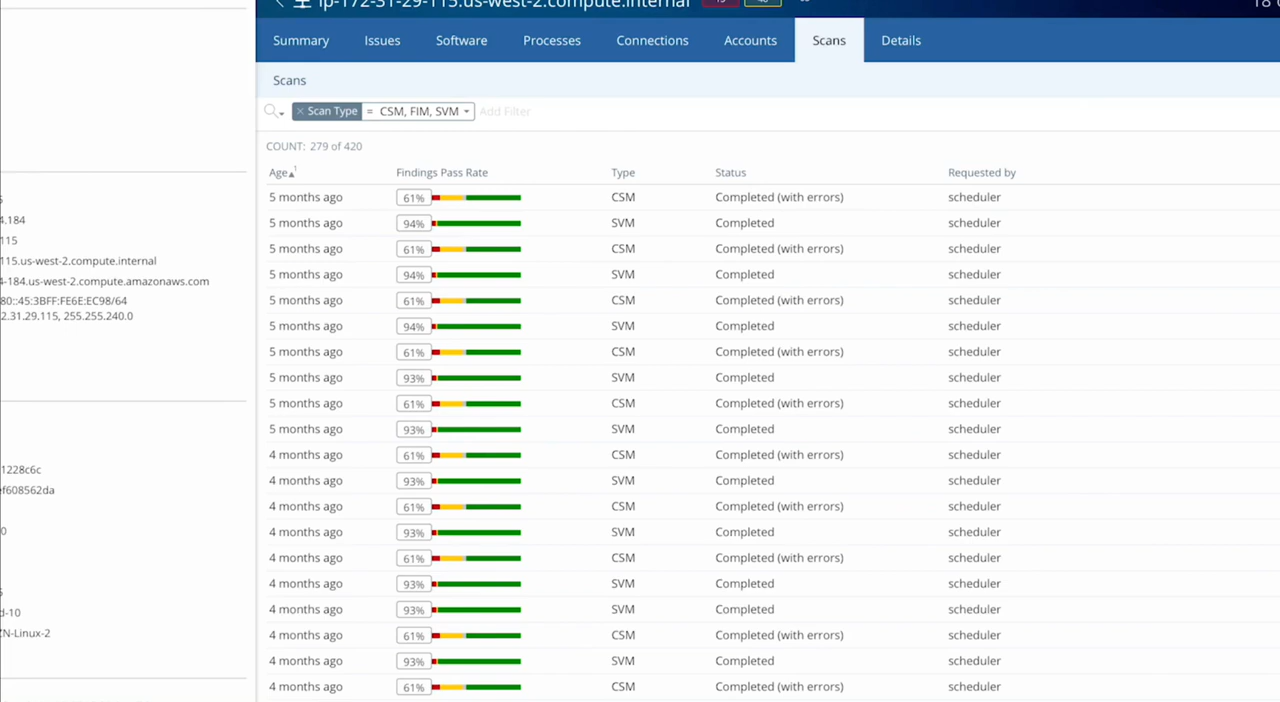 ip-172-31-29-115.us-west-2.compute.internal
Summary Issues Software Processes Connections Accounts Scans Details
Scans
× Scan Type = CSM, FIM, SVM Add Filter
COUNT: 279 of 420
Age 1 Findings Pass Rate Type Status Requested by
5 months ago 61% CSM Completed (with errors) scheduler
5 months ago 94% SVM Completed scheduler
5 months ago 61% CSM Completed (with errors) scheduler
5 months ago 94% SVM Completed scheduler
5 months ago 61% CSM Completed (with errors) scheduler
5 months ago 94% SVM Completed scheduler
5 months ago 61% CSM Completed (with errors) scheduler
5 months ago 93% SVM Completed scheduler
5 months ago 61% CSM Completed (with errors) scheduler
5 months ago 93% SVM Completed scheduler
4 months ago 61% CSM Completed (with errors) scheduler
4 months ago 93% SVM Completed scheduler
4 months ago 61% CSM Completed (with errors) scheduler
4 months ago 93% SVM Completed scheduler
4 months ago 61% CSM Completed (with errors) scheduler
4 months ago 93% SVM Completed scheduler
4 months ago 93% SVM Completed scheduler
4 months ago 61% CSM Completed (with errors) scheduler
4 months ago 93% SVM Completed scheduler
4 months ago 61% CSM Completed (with errors) scheduler
4.184
115
115.us-west-2.compute.internal
4-184.us-west-2.compute.amazonaws.com
80::45:3BFF:FE6E:EC98/64
2.31.29.115, 255.255.240.0
1228c6c
ef608562da
0
d-10
ZN-Linux-2